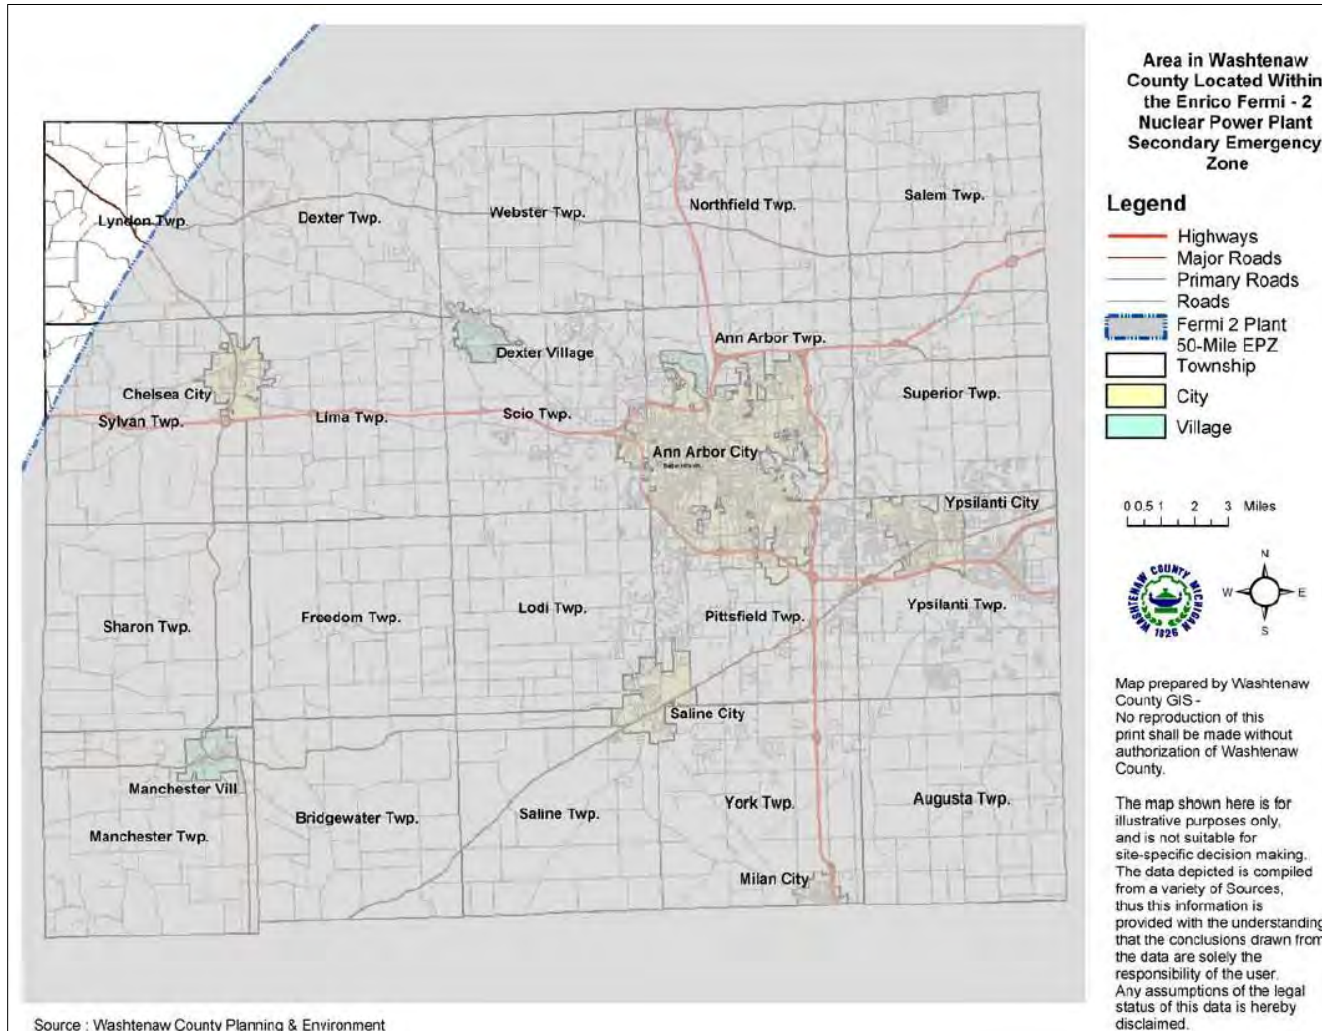 Area in Washtenaw
County Located Within
the Enrico Fermi - 2
Nuclear Power Plant
Secondary Emergency
Zone
Legend
Highways
Major Roads
Primary Roads
Roads
Fermi 2 Plant
50-Mile EPZ
Township
City
Village
0 0.5 1 2 3 Miles
N
W E
S
WASHTENAW COUNTY MICHIGAN
1826
Map prepared by Washtenaw
County GIS -
No reproduction of this
print shall be made without
authorization of Washtenaw
County.
The map shown here is for
illustrative purposes only,
and is not suitable for
site-specific decision making.
The data depicted is compiled
from a variety of Sources,
thus this information is
provided with the understanding
that the conclusions drawn from
the data are solely the
responsibility of the user.
Any assumptions of the legal
status of this data is hereby
disclaimed.
Lyndon Twp.
Dexter Twp.
Webster Twp.
Northfield Twp.
Salem Twp.
Ann Arbor Twp.
Dexter Village
Chelsea City
Superior Twp.
Sylvan Twp.
Lima Twp.
Scio Twp.
Ann Arbor City
Ypsilanti City
Sharon Twp.
Freedom Twp.
Lodi Twp.
Pittsfield Twp.
Ypsilanti Twp.
Saline City
Manchester Vill
Manchester Twp.
Bridgewater Twp.
Saline Twp.
York Twp.
Augusta Twp.
Milan City
Source : Washtenaw County Planning & Environment